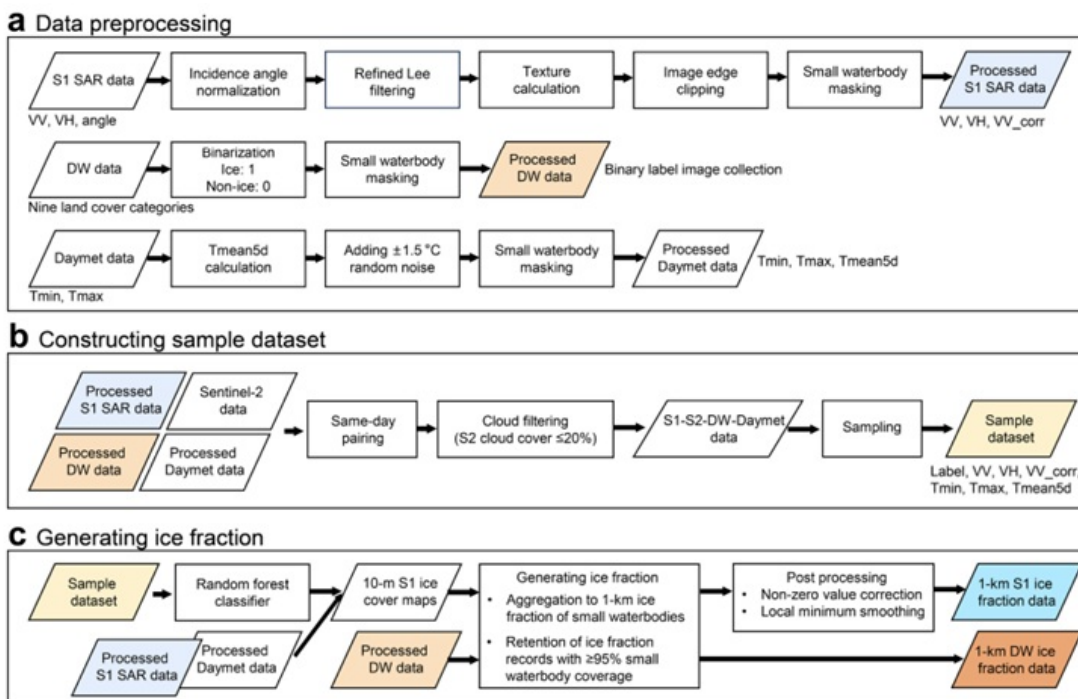 a Data preprocessing
S1 SAR data
VV, VH, angle
Incidence angle
normalization
Refined Lee
filtering
Texture
calculation
Image edge
clipping
Small waterbody
masking
Processed
S1 SAR data
VV, VH, VV_corr
DW data
Nine land cover categories
Binarization
Ice: 1
Non-ice: 0
Small waterbody
masking
Processed
DW data
Binary label image collection
Daymet data
Tmin, Tmax
Tmean5d
calculation
Adding ±1.5 °C
random noise
Small waterbody
masking
Processed
Daymet data
Tmin, Tmax, Tmean5d
b Constructing sample dataset
Processed
S1 SAR data
Sentinel-2
data
Processed
DW data
Processed
Daymet data
Same-day
pairing
Cloud filtering
(S2 cloud cover ≤20%)
S1-S2-DW-Daymet
data
Sampling
Sample
dataset
Label, VV, VH, VV_corr,
Tmin, Tmax, Tmean5d
c Generating ice fraction
Sample
dataset
Random forest
classifier
Processed
S1 SAR data
Processed
Daymet data
10-m S1 ice
cover maps
Processed
DW data
Generating ice fraction
• Aggregation to 1-km ice
fraction of small waterbodies
• Retention of ice fraction
records with ≥95% small
waterbody coverage
Post processing
• Non-zero value correction
• Local minimum smoothing
1-km S1 ice
fraction data
1-km DW ice
fraction data